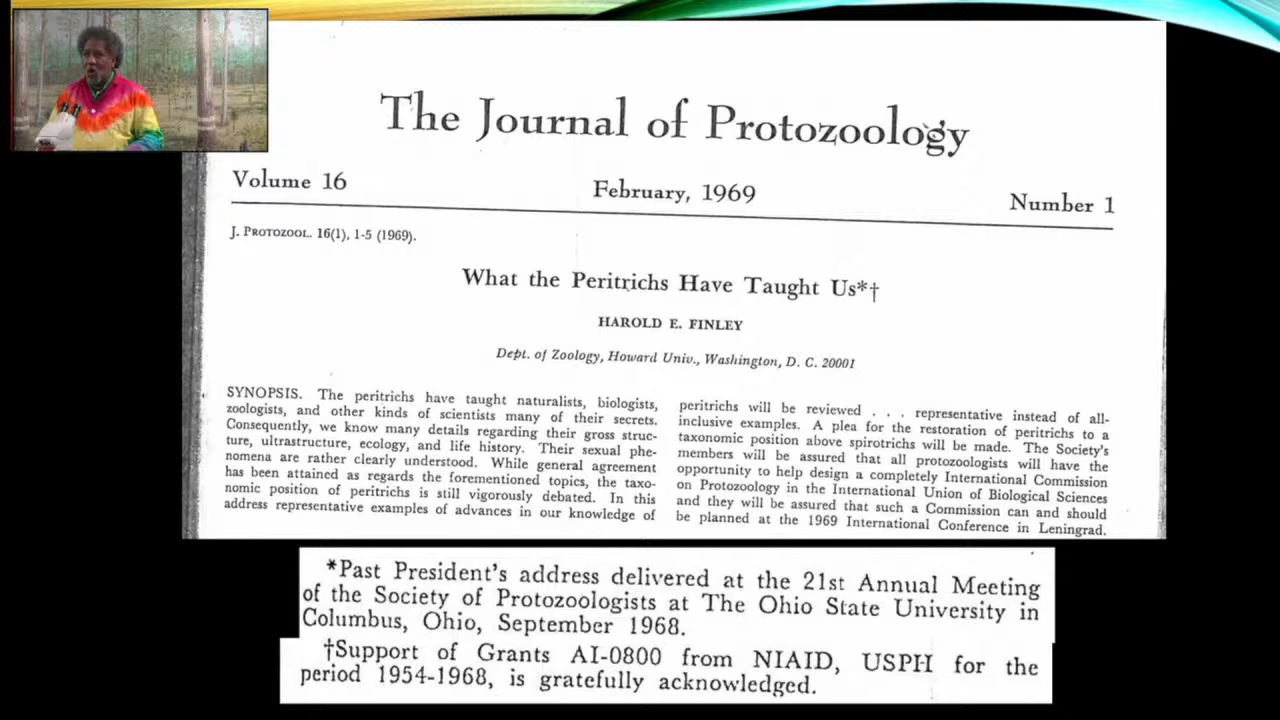 The Journal of Protozoology
Volume 16 February, 1969 Number 1
J. PROTOZOOL. 16(1), 1-5 (1969).
What the Peritrichs Have Taught Us*†
HAROLD E. FINLEY
Dept. of Zoology, Howard Univ., Washington, D. C. 20001
SYNOPSIS. The peritrichs have taught naturalists, biologists,
zoologists, and other kinds of scientists many of their secrets.
Consequently, we know many details regarding their gross struc-
ture, ultrastructure, ecology, and life history. Their sexual phe-
nomena are rather clearly understood. While general agreement
has been attained as regards the forementioned topics, the taxo-
nomic position of peritrichs is still vigorously debated. In this
address representative examples of advances in our knowledge of
peritrichs will be reviewed . . . representative instead of all-
inclusive examples. A plea for the restoration of peritrichs to a
taxonomic position above spirotrichs will be made. The Society's
members will be assured that all protozoologists will have the
opportunity to help design a completely International Commission
on Protozoology in the International Union of Biological Sciences
and they will be assured that such a Commission can and should
be planned at the 1969 International Conference in Leningrad.
*Past President's address delivered at the 21st Annual Meeting
of the Society of Protozoologists at The Ohio State University in
Columbus, Ohio, September 1968.
†Support of Grants AI-0800 from NIAID, USPH for the
period 1954-1968, is gratefully acknowledged.